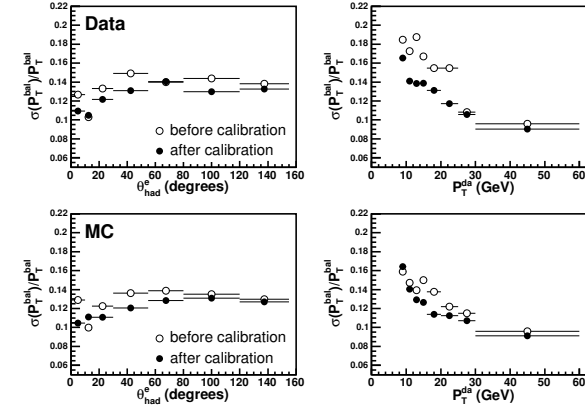 Data
σ(P_T^bal)/P_T^bal
0.22
0.2
0.18
0.16
0.14
0.12
0.1
0.08
0.06
○ before calibration
● after calibration
0 20 40 60 80 100 120 140 160
θ_had^e (degrees)
σ(P_T^bal)/P_T^bal
0.22
0.2
0.18
0.16
0.14
0.12
0.1
0.08
0.06
0 10 20 30 40 50 60
P_T^da (GeV)
MC
σ(P_T^bal)/P_T^bal
0.22
0.2
0.18
0.16
0.14
0.12
0.1
0.08
0.06
○ before calibration
● after calibration
0 20 40 60 80 100 120 140 160
θ_had^e (degrees)
σ(P_T^bal)/P_T^bal
0.22
0.2
0.18
0.16
0.14
0.12
0.1
0.08
0.06
0 10 20 30 40 50 60
P_T^da (GeV)